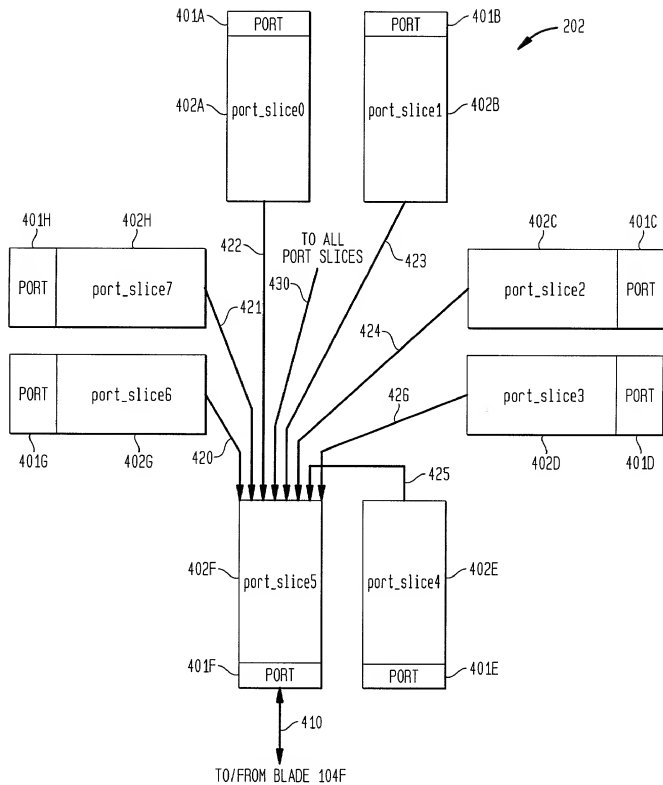 401A
PORT
PORT
401B
202
402A
port_slice0
port_slice1
402B
401H
402H
422
TO ALL
PORT SLICES
430
423
402C
401C
PORT
port_slice7
421
424
port_slice2
PORT
PORT
port_slice6
420
426
port_slice3
PORT
401G
402G
402D
401D
425
402F
port_slice5
port_slice4
402E
401F
PORT
PORT
401E
410
TO/FROM BLADE 104F